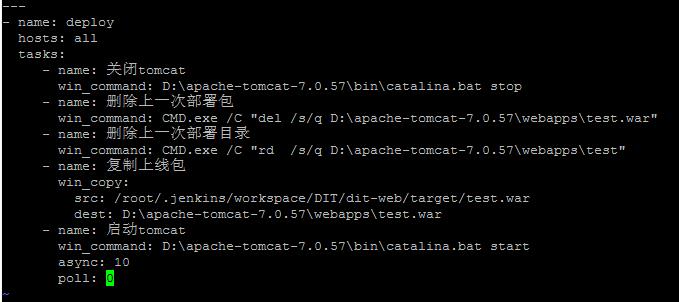 ---
- name: deploy
  hosts: all
  tasks:
     - name: 关闭tomcat
       win_command: D:\apache-tomcat-7.0.57\bin\catalina.bat stop
     - name: 删除上一次部署包
       win_command: CMD.exe /C "del /s/q D:\apache-tomcat-7.0.57\webapps\test.war"
     - name: 删除上一次部署目录
       win_command: CMD.exe /C "rd  /s/q D:\apache-tomcat-7.0.57\webapps\test"
     - name: 复制上线包
       win_copy:
         src: /root/.jenkins/workspace/DIT/dit-web/target/test.war
         dest: D:\apache-tomcat-7.0.57\webapps\test.war
     - name: 启动tomcat
       win_command: D:\apache-tomcat-7.0.57\bin\catalina.bat start
       async: 10
       poll: 0
~